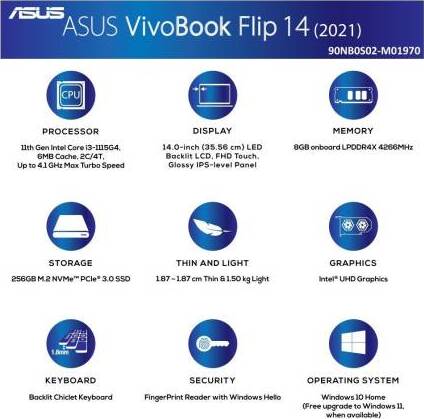 ASUS
ASUS VivoBook Flip 14 (2021)
90NB0S02-M01970
CPU
PROCESSOR
11th Gen Intel Core i3-1115G4,
6MB Cache, 2C/4T,
Up to 4.1 GHz Max Turbo Speed
DISPLAY
14.0-inch (35.56 cm) LED
Backlit LCD, FHD Touch,
Glossy IPS-level Panel
MEMORY
8GB onboard LPDDR4X 4266MHz
STORAGE
256GB M.2 NVMe™ PCIe® 3.0 SSD
THIN AND LIGHT
1.87 ~ 1.87 cm Thin & 1.50 kg Light
GRAPHICS
Intel® UHD Graphics
1.8mm
KEYBOARD
Backlit Chiclet Keyboard
SECURITY
FingerPrint Reader with Windows Hello
OPERATING SYSTEM
Windows 10 Home
(Free upgrade to Windows 11,
when available)